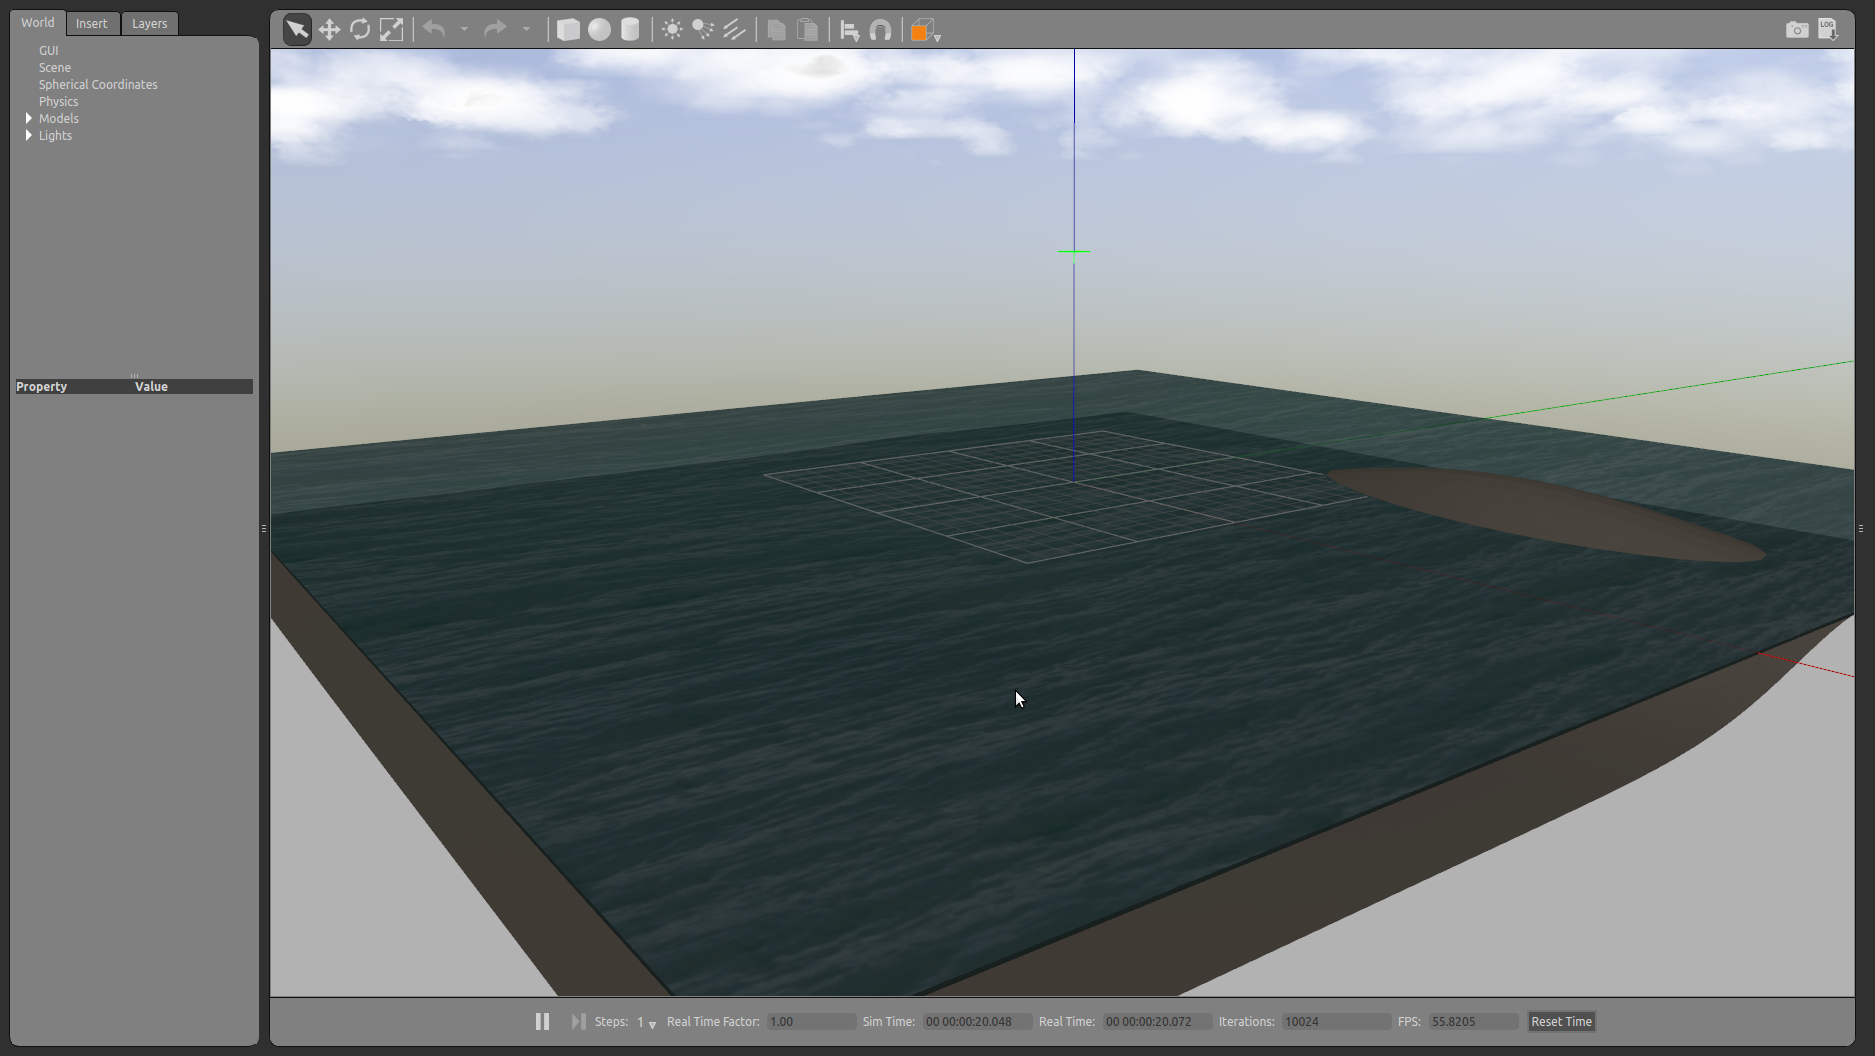 World Insert Layers
GUI
Scene
Spherical Coordinates
Physics
Models
Lights
Property Value
LOG
Steps: 1 Real Time Factor: 1.00 Sim Time: 00 00:00:20.048 Real Time: 00 00:00:20.072 Iterations: 10024 FPS: 55.8205 Reset Time